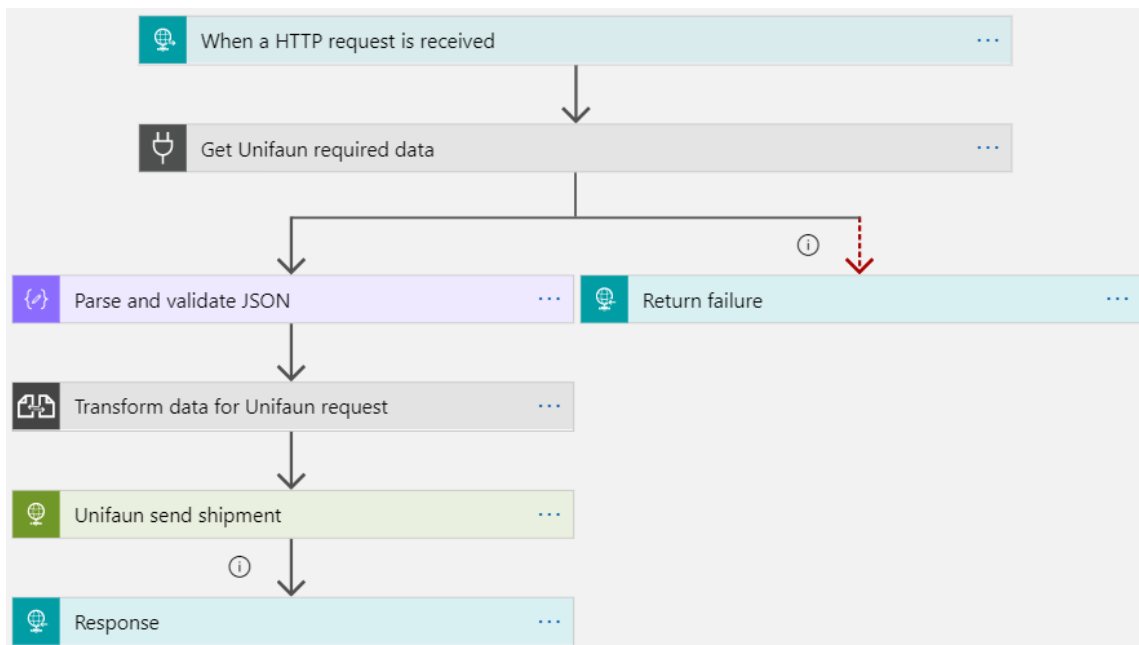 When a HTTP request is received
Get Unifaun required data
Parse and validate JSON
Return failure
Transform data for Unifaun request
Unifaun send shipment
Response